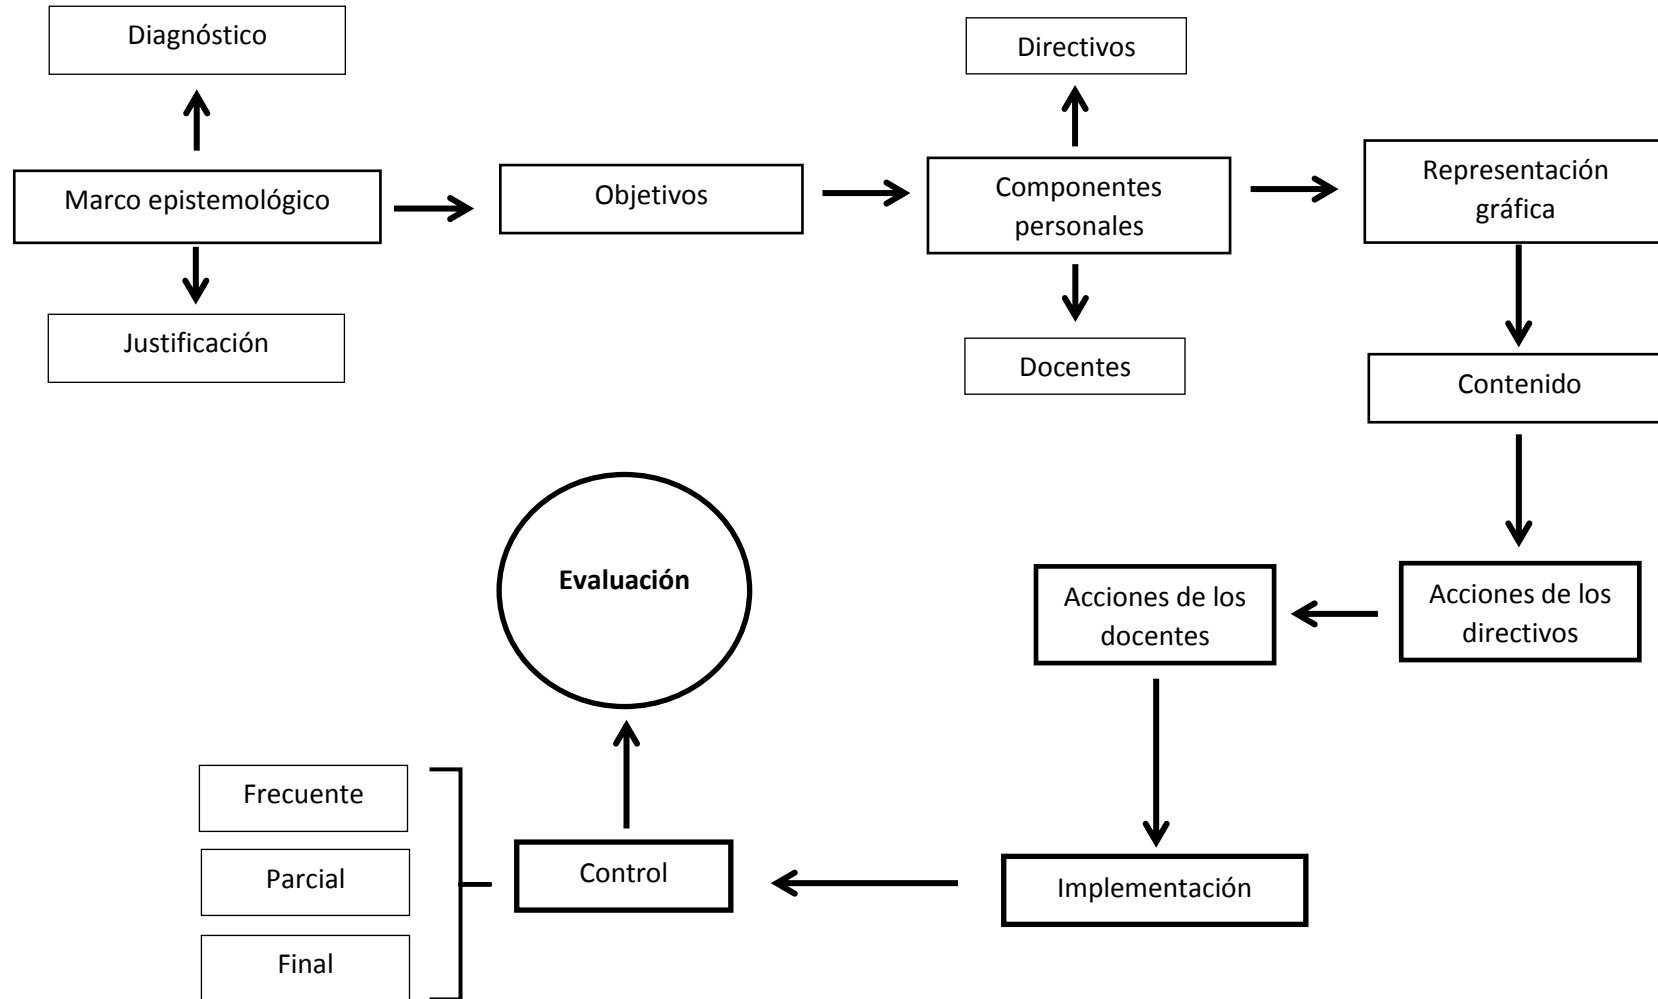 Diagnóstico
Directivos
Marco epistemológico
Objetivos
Componentes
personales
Representación
gráfica
Justificación
Docentes
Contenido
Evaluación
Acciones de los
docentes
Acciones de los
directivos
Frecuente
Parcial
Final
Control
Implementación